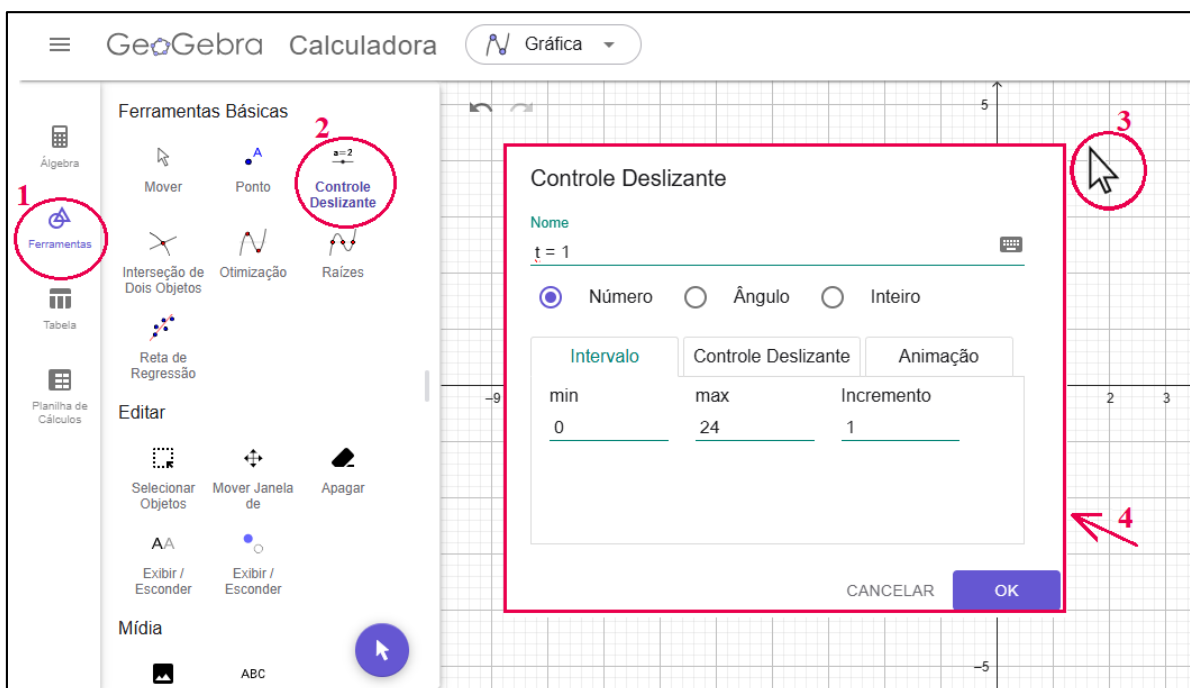 GeoGebra Calculadora Gráfica
Álgebra
1
Ferramentas
Tabela
Planilha de
Cálculos
Ferramentas Básicas
2
Mover
A
Ponto
a=2
Controle
Deslizante
Interseção de
Dois Objetos
Otimização
Raízes
Reta de
Regressão
Editar
Selecionar
Objetos
Mover Janela
de
Apagar
AA
Exibir /
Esconder
Exibir /
Esconder
Mídia
ABC
5
3
Controle Deslizante
Nome
t = 1
Número Ângulo Inteiro
Intervalo Controle Deslizante Animação
min max Incremento
0 24 1
CANCELAR OK
4
-9 2 3
-5